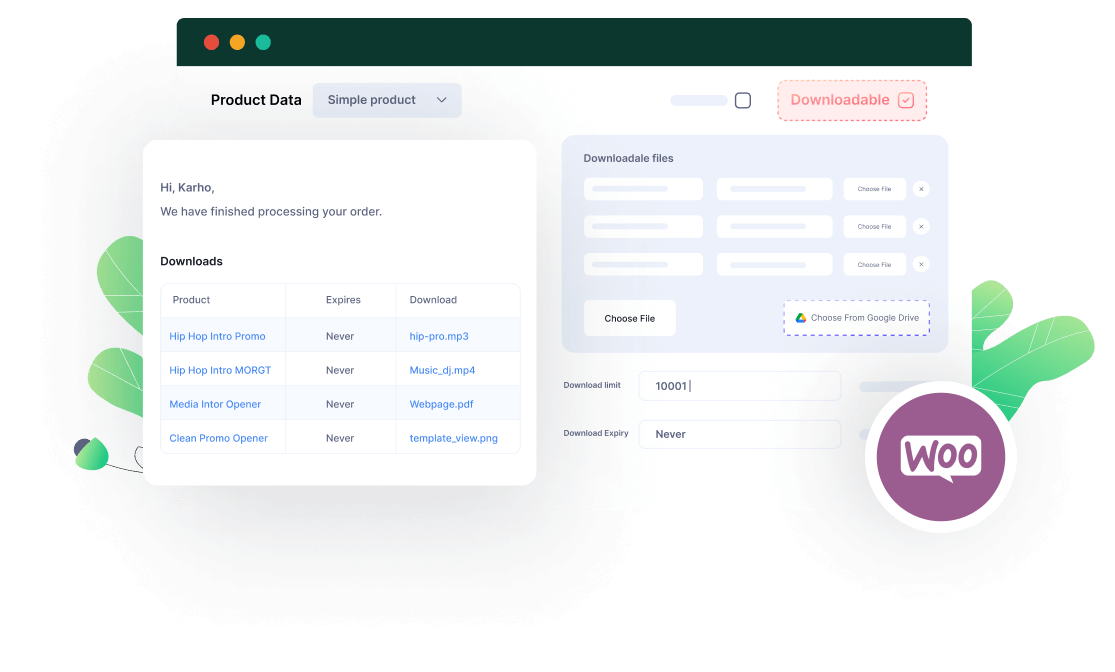 Product Data
Simple product
Downloadable
Hi, Karho,
We have finished processing your order.
Downloads
Product Expires Download
Hip Hop Intro Promo Never hip-pro.mp3
Hip Hop Intro MORGT Never Music_dj.mp4
Media Intor Opener Never Webpage.pdf
Clean Promo Opener Never template_view.png
Downloadale files
Choose File
Choose File
Choose File
Choose File
Choose From Google Drive
Download limit 10001
Download Expiry Never
Woo